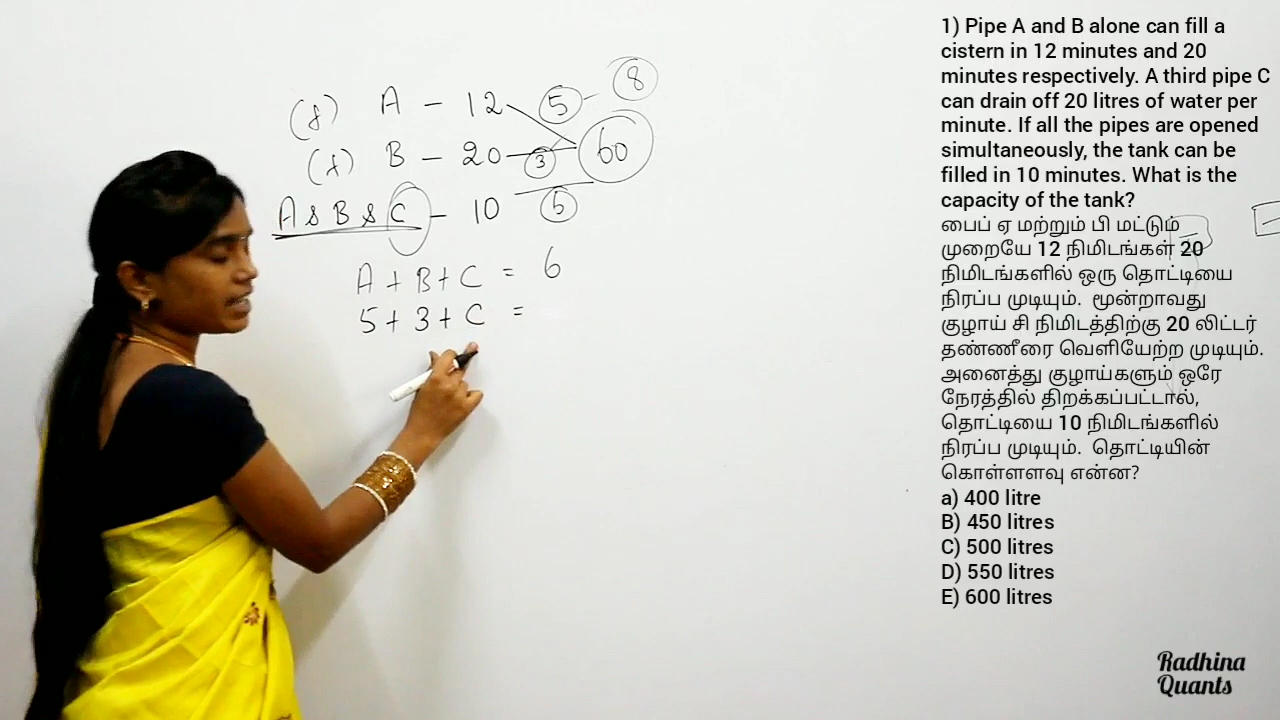 (f) A - 12 5 - 8
(f) B - 20 3 60
A & B & C - 10 5
A + B + C = 6
5 + 3 + C =
1) Pipe A and B alone can fill a
cistern in 12 minutes and 20
minutes respectively. A third pipe C
can drain off 20 litres of water per
minute. If all the pipes are opened
simultaneously, the tank can be
filled in 10 minutes. What is the
capacity of the tank?
பைப் ஏ மற்றும் பி மட்டும்
முறையே 12 நிமிடங்கள் 20
நிமிடங்களில் ஒரு தொட்டியை
நிரப்ப முடியும். மூன்றாவது
குழாய் சி நிமிடத்திற்கு 20 லிட்டர்
தண்ணீரை வெளியேற்ற முடியும்.
அனைத்து குழாய்களும் ஒரே
நேரத்தில் திறக்கப்பட்டால்,
தொட்டியை 10 நிமிடங்களில்
நிரப்ப முடியும். தொட்டியின்
கொள்ளளவு என்ன?
a) 400 litre
B) 450 litres
C) 500 litres
D) 550 litres
E) 600 litres
Radhina
Quants